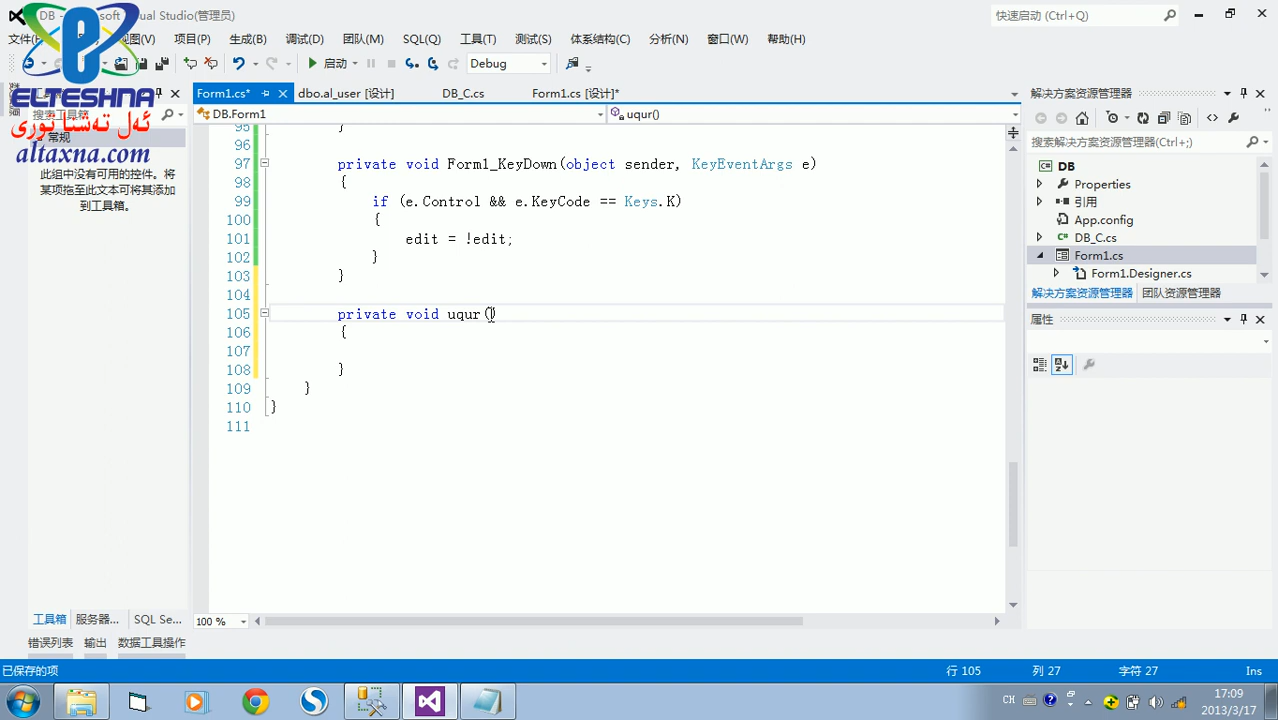 DB - Microsoft Visual Studio(管理员)
快速启动 (Ctrl+Q)
视图(V) 项目(P) 生成(B) 调试(D) 团队(M) SQL(Q) 工具(T) 测试(S) 体系结构(C) 分析(N) 窗口(W) 帮助(H)
启动 Debug
ELTESHNA
ئەل تەشنا تورى
altaxna.com
搜索工具箱
常规
此组中没有可用的控件。将某项拖至此文本可将其添加到工具箱。
Form1.cs* dbo.al_user [设计] DB_C.cs Form1.cs [设计]*
DB.Form1 uqur()
95 }
96
97 private void Form1_KeyDown(object sender, KeyEventArgs e)
98 {
99 if (e.Control && e.KeyCode == Keys.K)
100 {
101 edit = !edit;
102 }
103 }
104
105 private void uqur()
106 {
107
108 }
109 }
110 }
111
100 %
解决方案资源管理器
搜索解决方案资源管理器(Ctrl+;)
DB
Properties
引用
App.config
DB_C.cs
Form1.cs
Form1.Designer.cs
解决方案资源管理器 团队资源管理器
属性
工具箱 服务器... SQL Se...
错误列表 输出 数据工具操作
已保存的项 行 105 列 27 字符 27 Ins
CH 17:09
2013/3/17